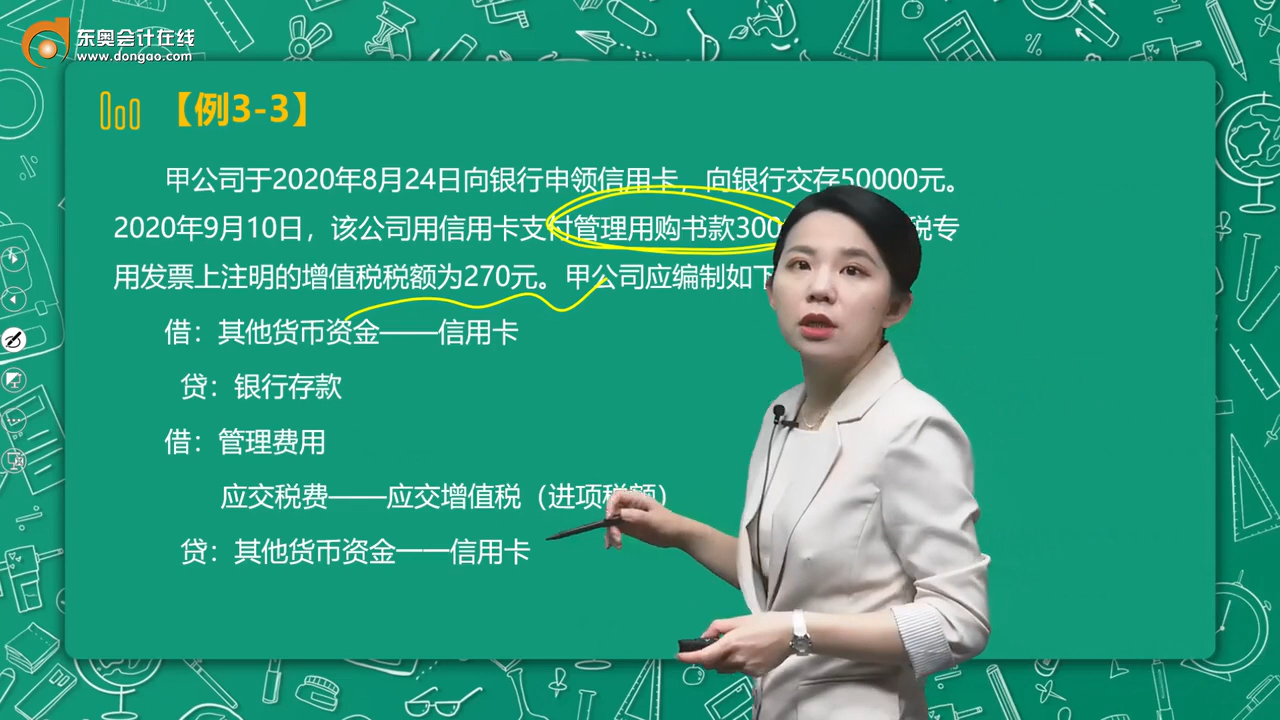 东奥会计在线
www.dongao.com
【例3-3】
甲公司于2020年8月24日向银行申领信用卡，向银行交存50000元。
2020年9月10日，该公司用信用卡支付管理用购书款300 税专
用发票上注明的增值税税额为270元。甲公司应编制如下
借：其他货币资金——信用卡
贷：银行存款
借：管理费用
应交税费——应交增值税（进项税额）
贷：其他货币资金——信用卡